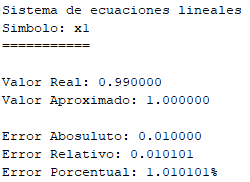 Sistema de ecuaciones lineales
Simbolo: x1
===========
Valor Real: 0.990000
Valor Aproximado: 1.000000
Error Abosuluto: 0.010000
Error Relativo: 0.010101
Error Porcentual: 1.010101%